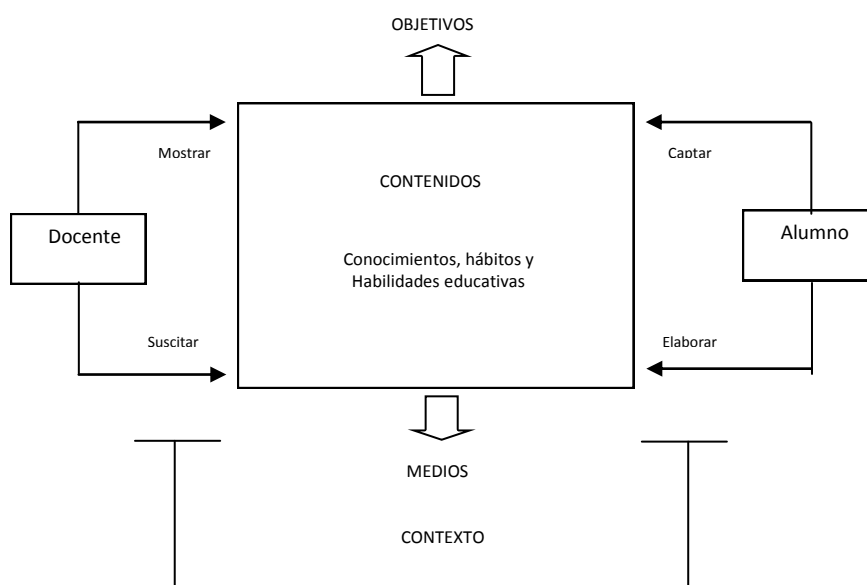 OBJETIVOS
Mostrar
Captar
CONTENIDOS
Docente
Alumno
Conocimientos, hábitos y
Habilidades educativas
Suscitar
Elaborar
MEDIOS
CONTEXTO